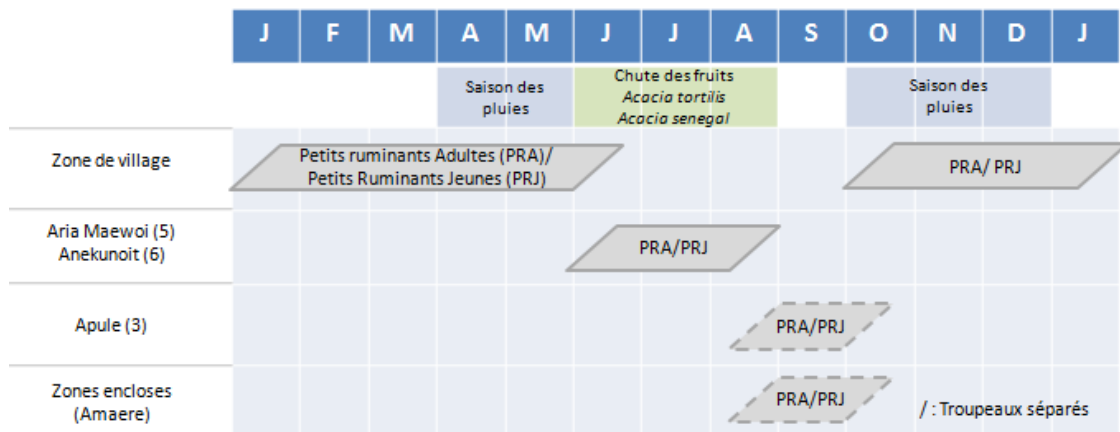 J F M A M J J A S O N D J
Saison des
pluies
Chute des fruits
Acacia tortilis
Acacia senegal
Saison des
pluies
Zone de village
Petits ruminants Adultes (PRA)/
Petits Ruminants Jeunes (PRJ)
PRA/ PRJ
Aria Maewoi (5)
Anekunoit (6)
PRA/PRJ
Apule (3)
PRA/PRJ
Zones encloses
(Amaere)
PRA/PRJ
/ : Troupeaux séparés